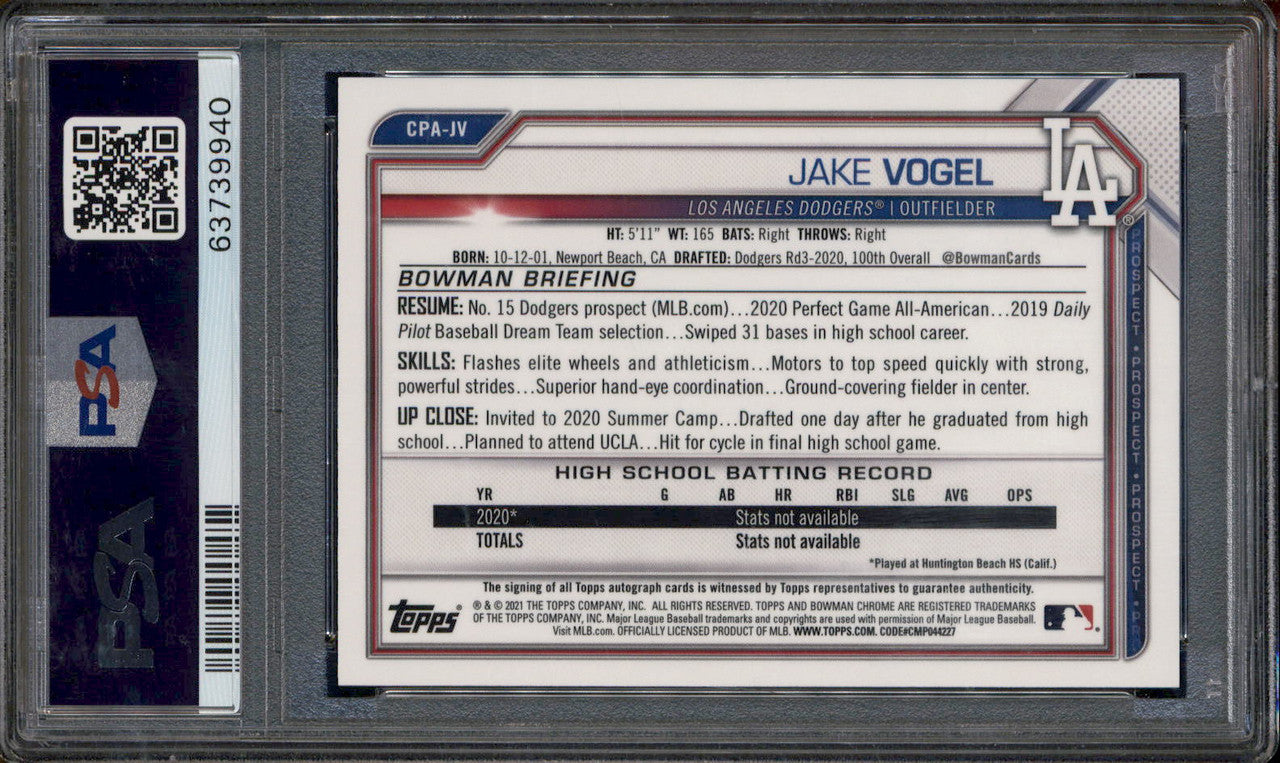 PSA
63739940
PSA
CPA-JV
JAKE VOGEL
LA
LOS ANGELES DODGERS® | OUTFIELDER
HT: 5'11" WT: 165 BATS: Right THROWS: Right
BORN: 10-12-01, Newport Beach, CA DRAFTED: Dodgers Rd3-2020, 100th Overall @BowmanCards
BOWMAN BRIEFING
RESUME: No. 15 Dodgers prospect (MLB.com)...2020 Perfect Game All-American...2019 Daily
Pilot Baseball Dream Team selection...Swiped 31 bases in high school career.
SKILLS: Flashes elite wheels and athleticism...Motors to top speed quickly with strong,
powerful strides...Superior hand-eye coordination...Ground-covering fielder in center.
UP CLOSE: Invited to 2020 Summer Camp...Drafted one day after he graduated from high
school...Planned to attend UCLA...Hit for cycle in final high school game.
HIGH SCHOOL BATTING RECORD
YR G AB HR RBI SLG AVG OPS
2020* Stats not available
TOTALS Stats not available
*Played at Huntington Beach HS (Calif.)
The signing of all Topps autograph cards is witnessed by Topps representatives to guarantee authenticity.
Topps® ® & © 2021 THE TOPPS COMPANY, INC. ALL RIGHTS RESERVED. TOPPS AND BOWMAN CHROME ARE REGISTERED TRADEMARKS
OF THE TOPPS COMPANY, INC. Major League Baseball trademarks and copyrights are used with permission of Major League Baseball.
Visit MLB.com. OFFICIALLY LICENSED PRODUCT OF MLB. WWW.TOPPS.COM. CODE#CMP044227
PROSPECT • PROSPECT • PROSPECT • PR